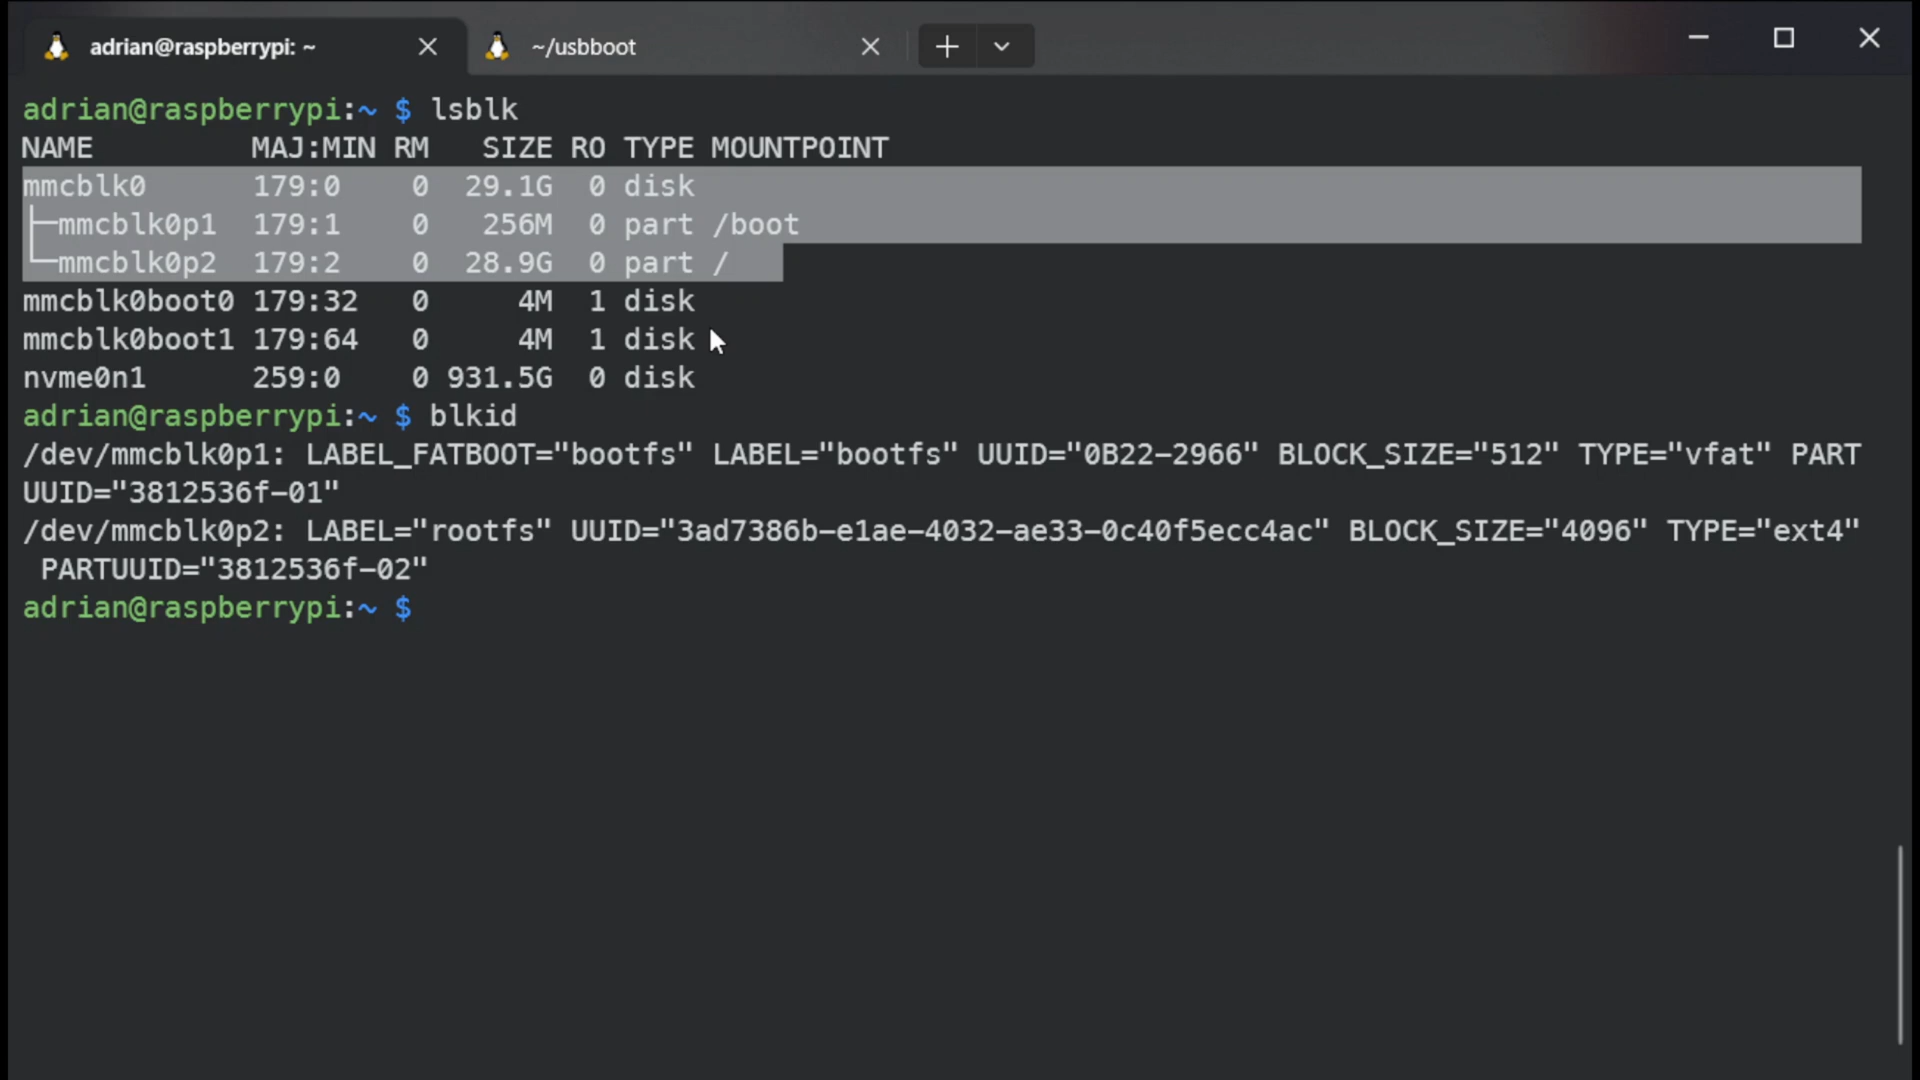 adrian@raspberrypi: ~
~/usbboot
adrian@raspberrypi:~ $ lsblk
NAME         MAJ:MIN RM   SIZE RO TYPE MOUNTPOINT
mmcblk0      179:0    0  29.1G  0 disk
├─mmcblk0p1  179:1    0   256M  0 part /boot
└─mmcblk0p2  179:2    0  28.9G  0 part /
mmcblk0boot0 179:32   0     4M  1 disk
mmcblk0boot1 179:64   0     4M  1 disk
nvme0n1      259:0    0 931.5G  0 disk
adrian@raspberrypi:~ $ blkid
/dev/mmcblk0p1: LABEL_FATBOOT="bootfs" LABEL="bootfs" UUID="0B22-2966" BLOCK_SIZE="512" TYPE="vfat" PART
UUID="3812536f-01"
/dev/mmcblk0p2: LABEL="rootfs" UUID="3ad7386b-e1ae-4032-ae33-0c40f5ecc4ac" BLOCK_SIZE="4096" TYPE="ext4"
 PARTUUID="3812536f-02"
adrian@raspberrypi:~ $